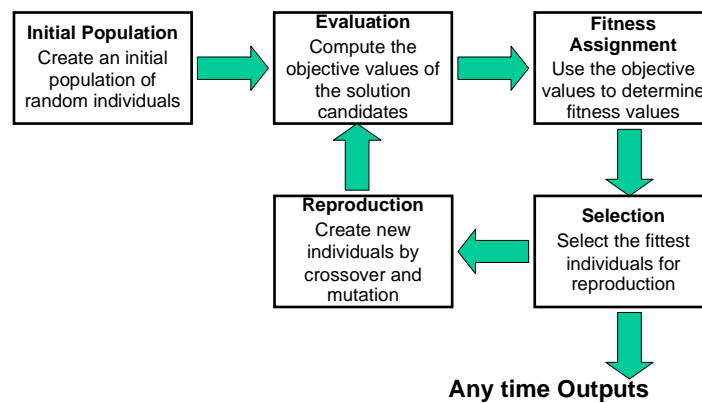 Initial Population
Create an initial
population of
random individuals
Evaluation
Compute the
objective values of
the solution
candidates
Fitness
Assignment
Use the objective
values to determine
fitness values
Reproduction
Create new
individuals by
crossover and
mutation
Selection
Select the fittest
individuals for
reproduction
Any time Outputs